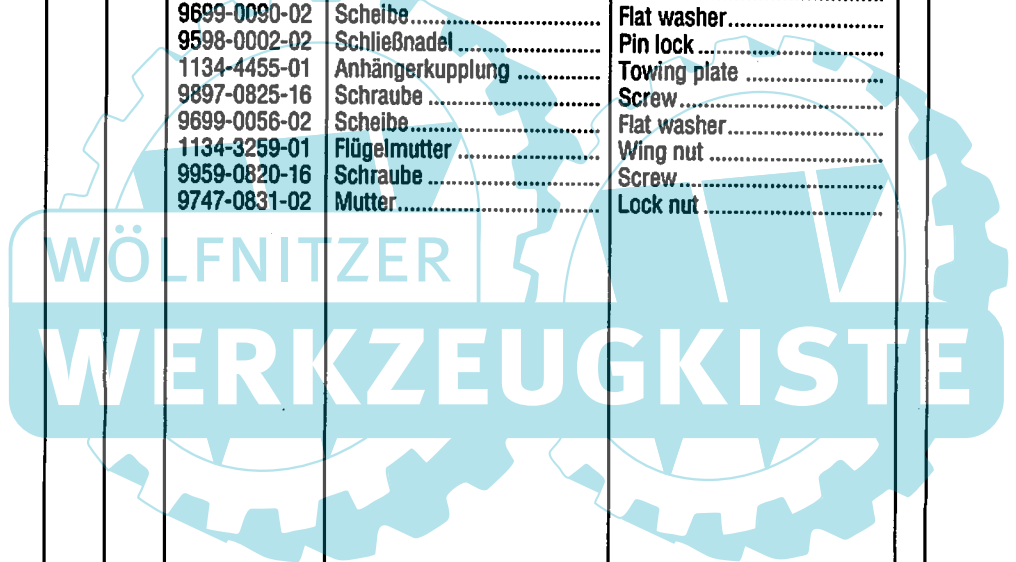 9699-0090-02 Scheibe.............................. Flat washer.........................
9598-0002-02 Schließnadel ...................... Pin lock ..............................
1134-4455-01 Anhängerkupplung ............. Towing plate ......................
9897-0825-16 Schraube ........................... Screw.................................
9699-0056-02 Scheibe.............................. Flat washer.........................
1134-3259-01 Flügelmutter ....................... Wing nut ............................
9959-0820-16 Schraube ........................... Screw.................................
9747-0831-02 Mutter................................ Lock nut .............................
WÖLFNITZER
WERKZEUGKISTE